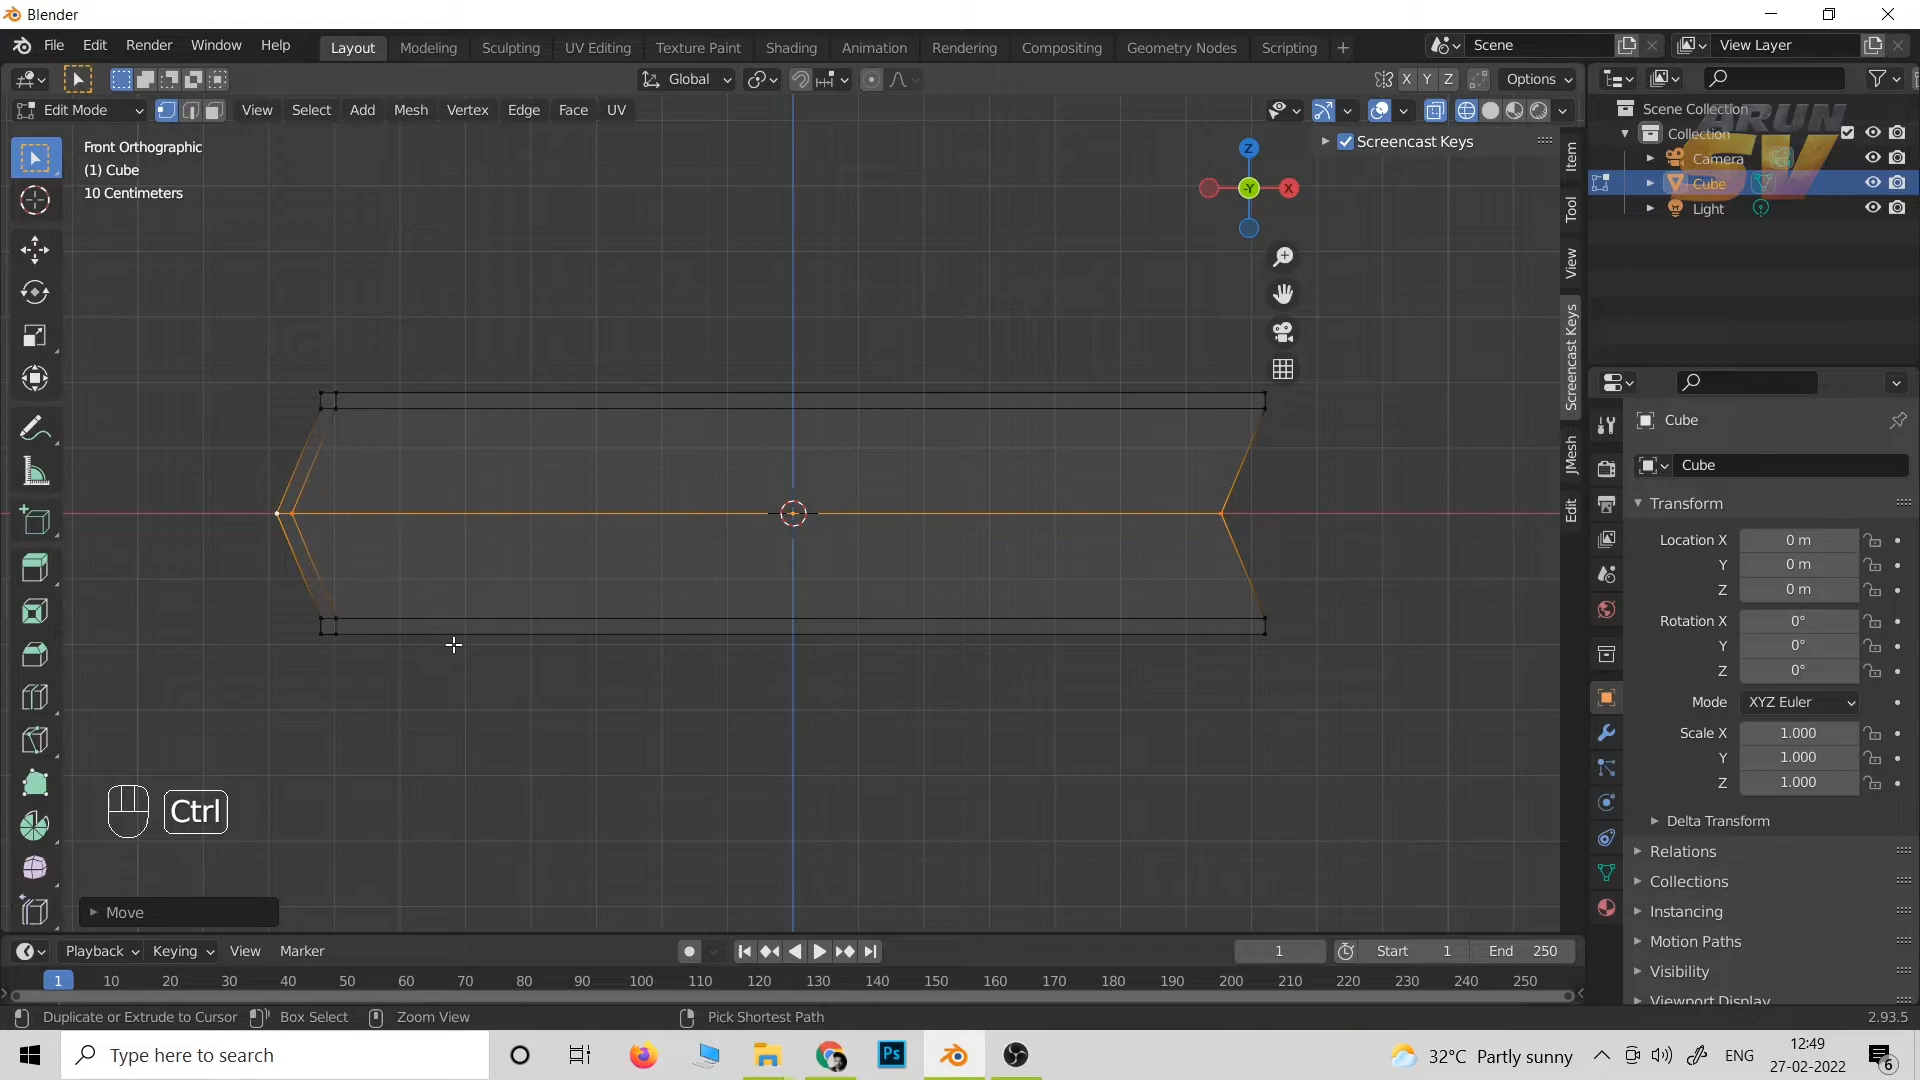 Blender
File Edit Render Window Help Layout Modeling Sculpting UV Editing Texture Paint Shading Animation Rendering Compositing Geometry Nodes Scripting + Scene View Layer
Global X Y Z Options
Edit Mode View Select Add Mesh Vertex Edge Face UV
Front Orthographic
(1) Cube
10 Centimeters
Screencast Keys
Z
-Y
X
Item
Tool
View
Screencast Keys
JMesh
Edit
Scene Collection
Collection
Camera
Cube
Light
ARUN
SV
Cube
Cube
Transform
Location X 0 m
Y 0 m
Z 0 m
Rotation X 0°
Y 0°
Z 0°
Mode XYZ Euler
Scale X 1.000
Y 1.000
Z 1.000
Delta Transform
Relations
Collections
Instancing
Motion Paths
Visibility
Viewport Display
Ctrl
Move
Playback Keying View Marker 1 Start 1 End 250
1 10 20 30 40 50 60 70 80 90 100 110 120 130 140 150 160 170 180 190 200 210 220 230 240 250
Duplicate or Extrude to Cursor Box Select Zoom View Pick Shortest Path 2.93.5
Type here to search Ps 32°C Partly sunny ENG 12:49
27-02-2022 6